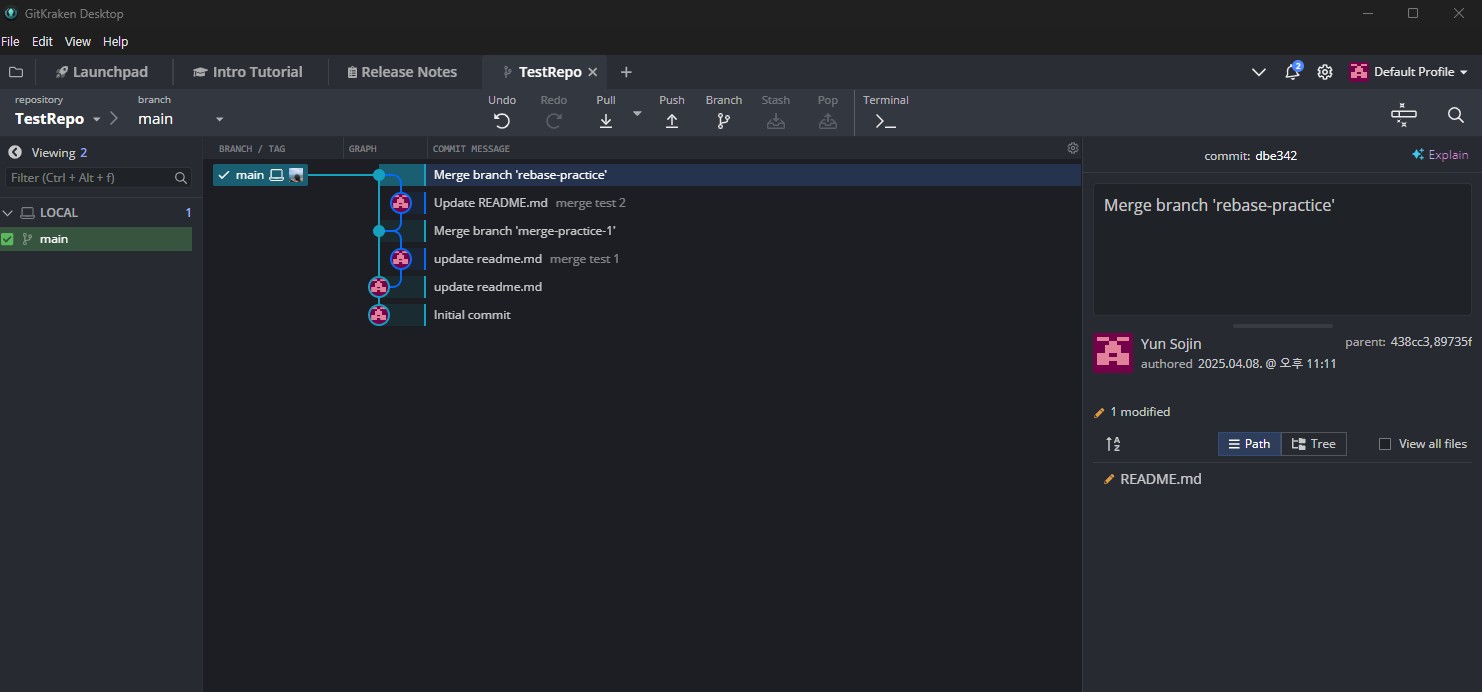 GitKraken Desktop
File Edit View Help
Launchpad Intro Tutorial Release Notes TestRepo 2 Default Profile
repository branch Undo Redo Pull Push Branch Stash Pop Terminal
TestRepo main
Viewing 2
Filter (Ctrl + Alt + f)
LOCAL 1
main
BRANCH / TAG GRAPH COMMIT MESSAGE
main Merge branch 'rebase-practice'
Update README.md merge test 2
Merge branch 'merge-practice-1'
update readme.md merge test 1
update readme.md
Initial commit
commit: dbe342 Explain
Merge branch 'rebase-practice'
Yun Sojin parent: 438cc3,89735f
authored 2025.04.08. @ 오후 11:11
1 modified
A Z Path Tree View all files
README.md